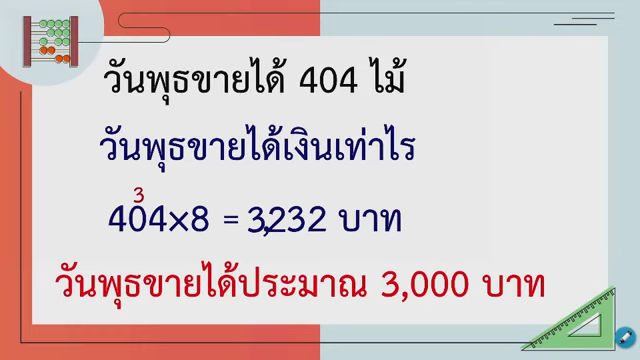 วันพุธขายได้ 404 ไม้
วันพุธขายได้เงินเท่าไร
3
404×8 = 3,232 บาท
วันพุธขายได้ประมาณ 3,000 บาท